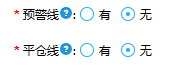 * 预警线?: 有 无
* 平仓线?: 有 无